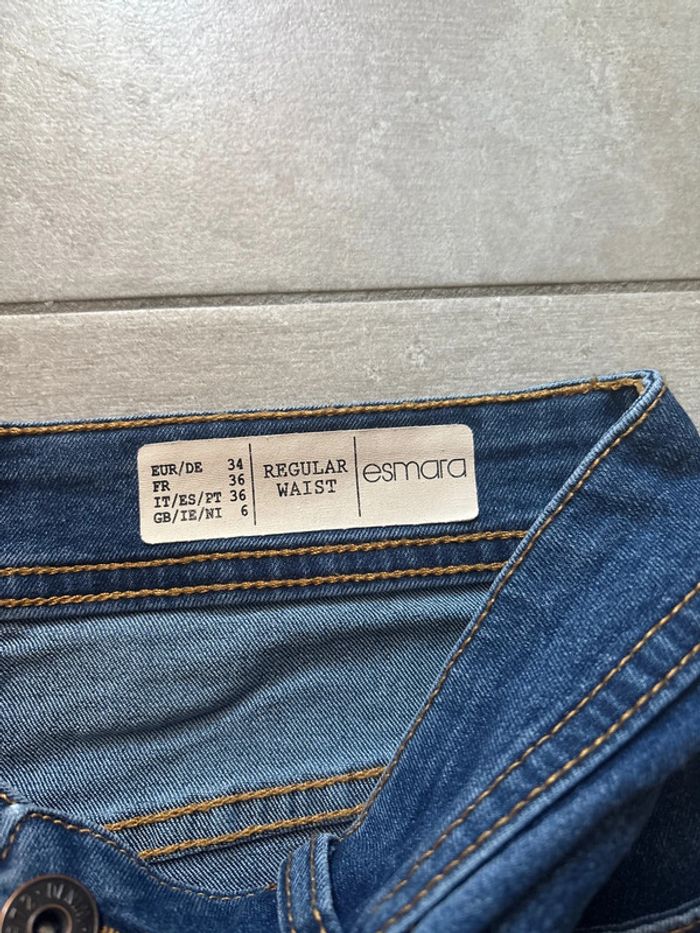 EUR/DE 34
FR 36
IT/ES/PT 36
GB/IE/NI 6
REGULAR
WAIST
esmara